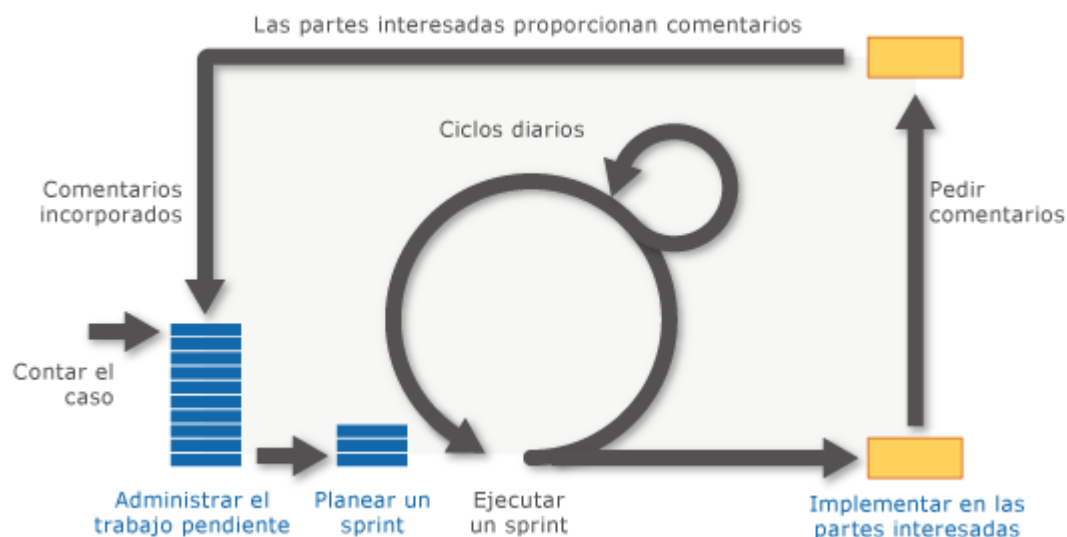 Las partes interesadas proporcionan comentarios
Ciclos diarios
Comentarios
incorporados
Pedir
comentarios
Contar el
caso
Administrar el
trabajo pendiente
Planear un
sprint
Ejecutar
un sprint
Implementar en las
partes interesadas